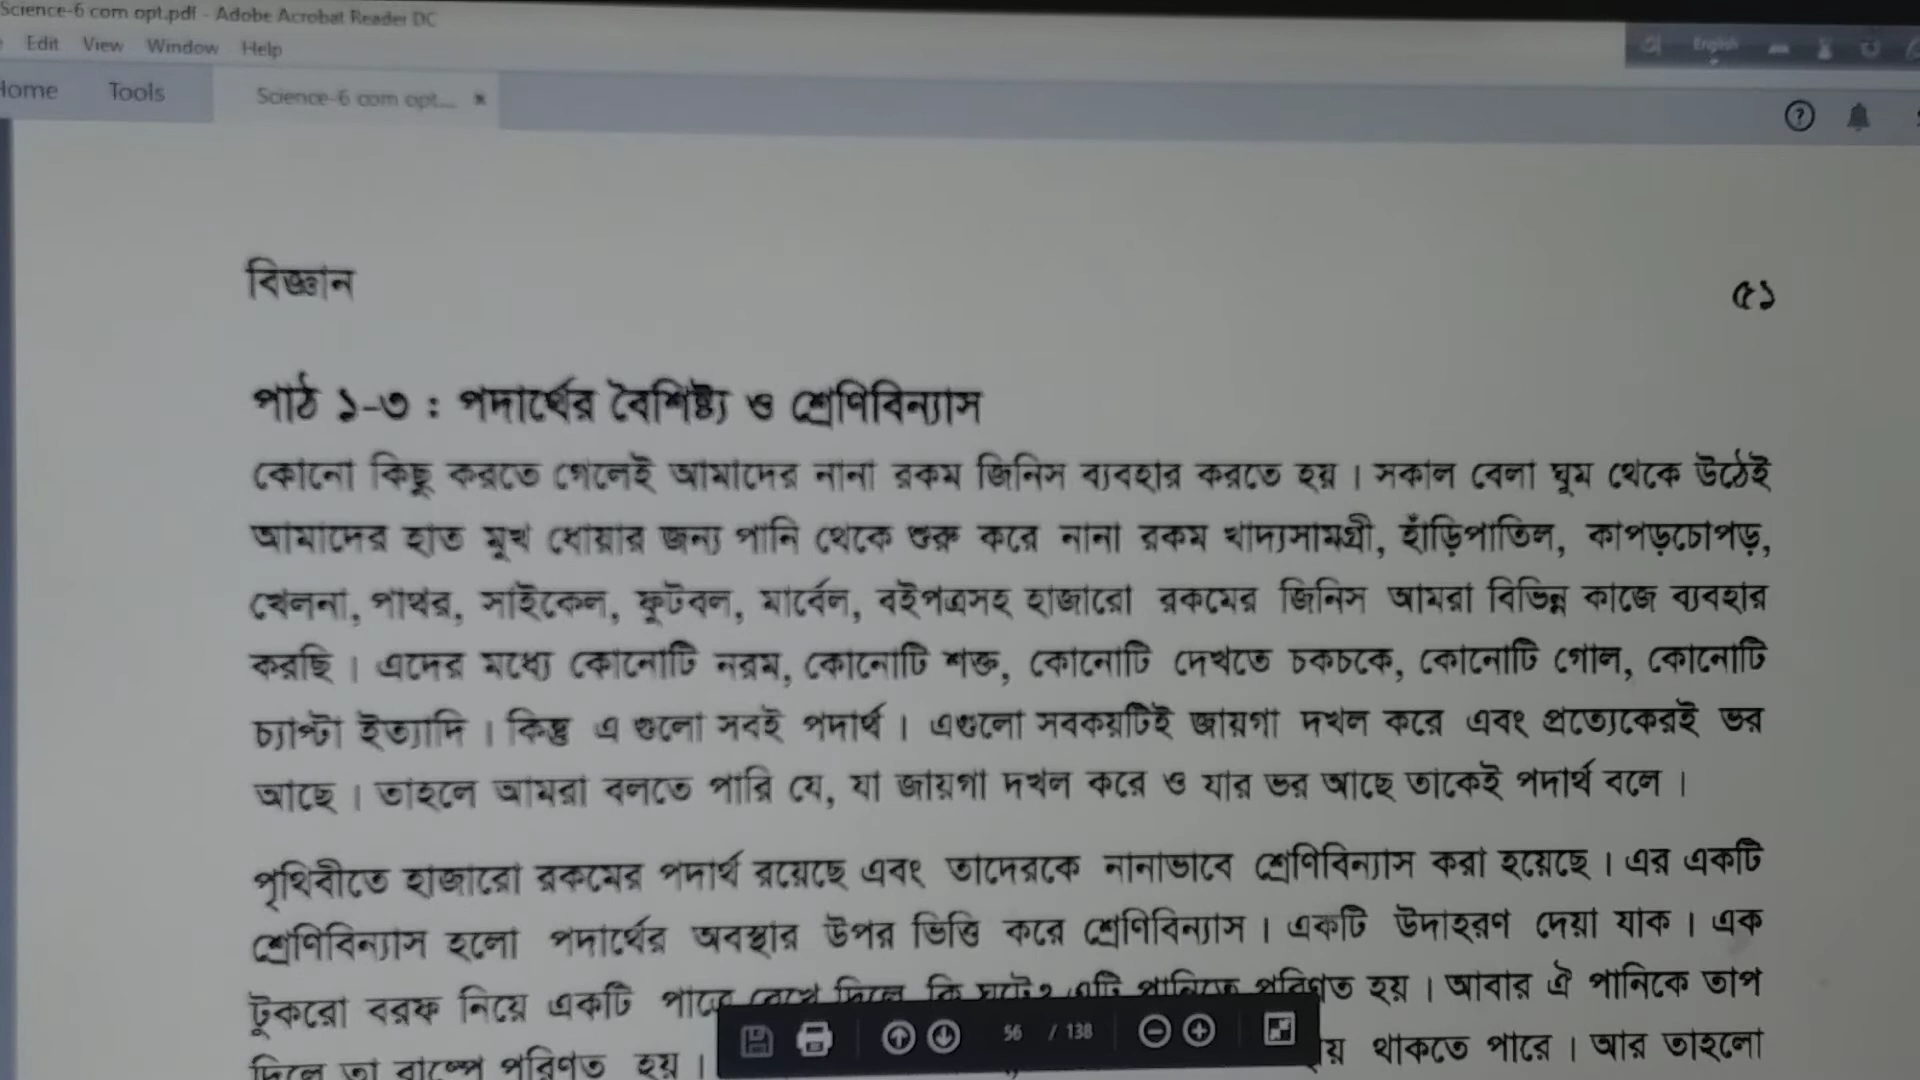 Science-6 com opt.pdf - Adobe Acrobat Reader DC
Edit View Window Help
English
Home Tools Science-6 com opt... ×
বিজ্ঞান ৫১
পাঠ ১-৩ : পদার্থের বৈশিষ্ট্য ও শ্রেণিবিন্যাস
কোনো কিছু করতে গেলেই আমাদের নানা রকম জিনিস ব্যবহার করতে হয়। সকাল বেলা ঘুম থেকে উঠেই
আমাদের হাত মুখ ধোয়ার জন্য পানি থেকে শুরু করে নানা রকম খাদ্যসামগ্রী, হাঁড়িপাতিল, কাপড়চোপড়,
খেলনা, পাথর, সাইকেল, ফুটবল, মার্বেল, বইপত্রসহ হাজারো রকমের জিনিস আমরা বিভিন্ন কাজে ব্যবহার
করছি। এদের মধ্যে কোনোটি নরম, কোনোটি শক্ত, কোনোটি দেখতে চকচকে, কোনোটি গোল, কোনোটি
চ্যাপ্টা ইত্যাদি। কিন্তু এ গুলো সবই পদার্থ। এগুলো সবকয়টিই জায়গা দখল করে এবং প্রত্যেকেরই ভর
আছে। তাহলে আমরা বলতে পারি যে, যা জায়গা দখল করে ও যার ভর আছে তাকেই পদার্থ বলে।
পৃথিবীতে হাজারো রকমের পদার্থ রয়েছে এবং তাদেরকে নানাভাবে শ্রেণিবিন্যাস করা হয়েছে। এর একটি
শ্রেণিবিন্যাস হলো পদার্থের অবস্থার উপর ভিত্তি করে শ্রেণিবিন্যাস। একটি উদাহরণ দেয়া যাক। এক
টুকরো বরফ নিয়ে একটি পাত্রে রেখে দিলে কি ঘটে? এটি পানিতে পরিণত হয়। আবার ঐ পানিকে তাপ
দিলে তা বাষ্পে পরিণত হয়। থাকতে পারে। আর তাহলো
56 / 138